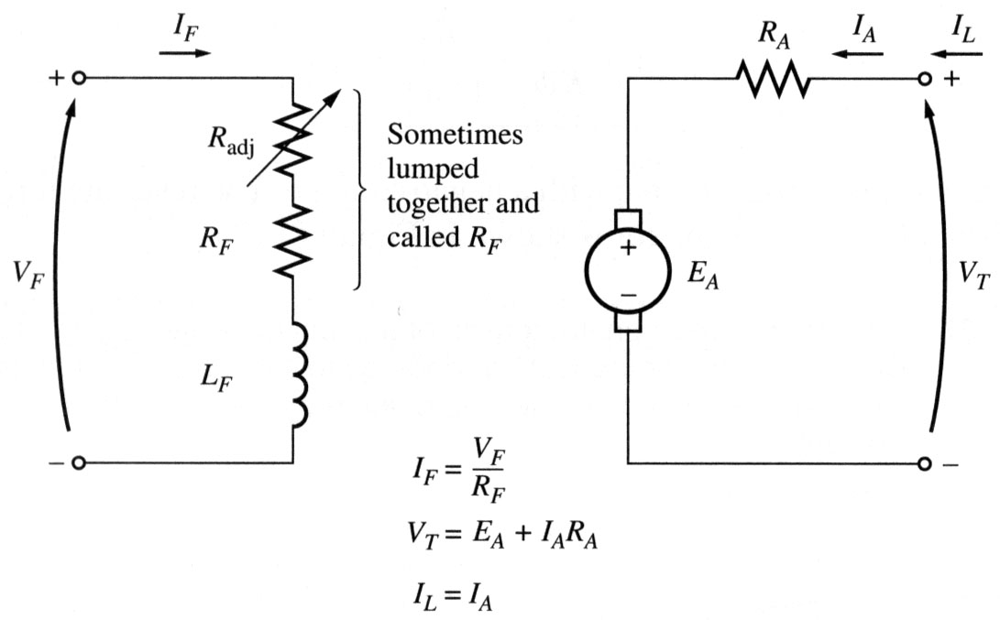 I_F
+
R_adj
R_F
V_F
L_F
−
Sometimes
lumped
together and
called R_F
R_A
I_A
I_L
+
+
−
E_A
V_T
−
I_F = V_F / R_F
V_T = E_A + I_A R_A
I_L = I_A